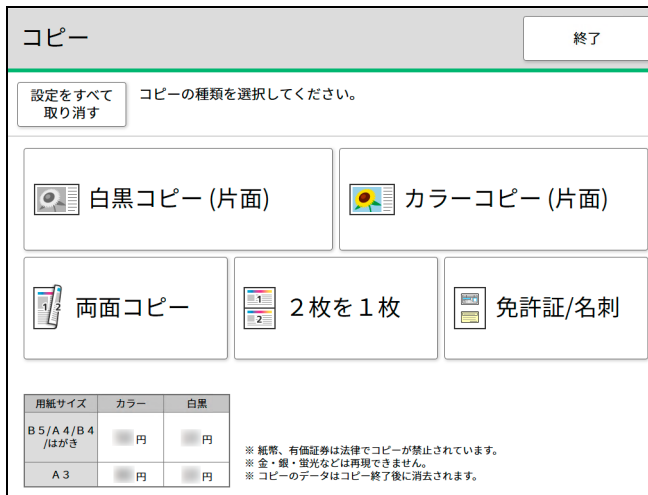 コピー
終了
設定をすべて
取り消す
コピーの種類を選択してください。
白黒コピー (片面)
カラーコピー (片面)
1 2
両面コピー
1
2
２枚を１枚
免許証/名刺
用紙サイズ カラー 白黒
Ｂ５/Ａ４/Ｂ４
/はがき
円 円
Ａ３ 円 円
※ 紙幣、有価証券は法律でコピーが禁止されています。
※ 金・銀・蛍光などは再現できません。
※ コピーのデータはコピー終了後に消去されます。